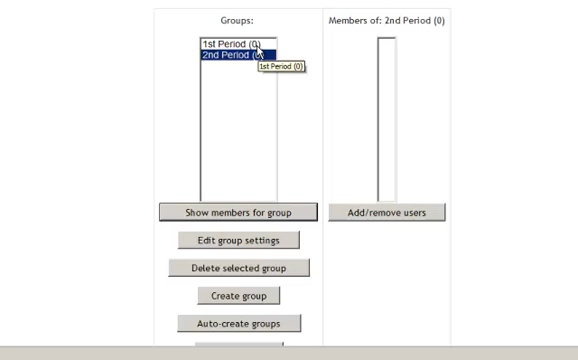 Groups:
Members of: 2nd Period (0)
1st Period (0)
2nd Period (0)
1st Period (0)
Show members for group
Add/remove users
Edit group settings
Delete selected group
Create group
Auto-create groups